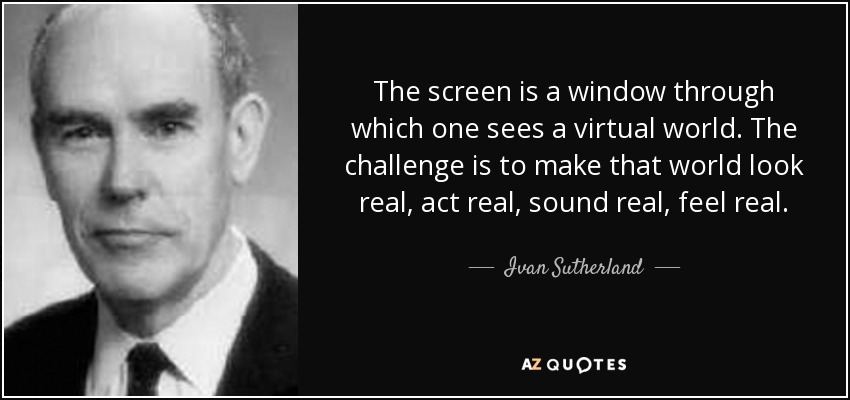 The screen is a window through
which one sees a virtual world. The
challenge is to make that world look
real, act real, sound real, feel real.
Ivan Sutherland
AZ QUOTES